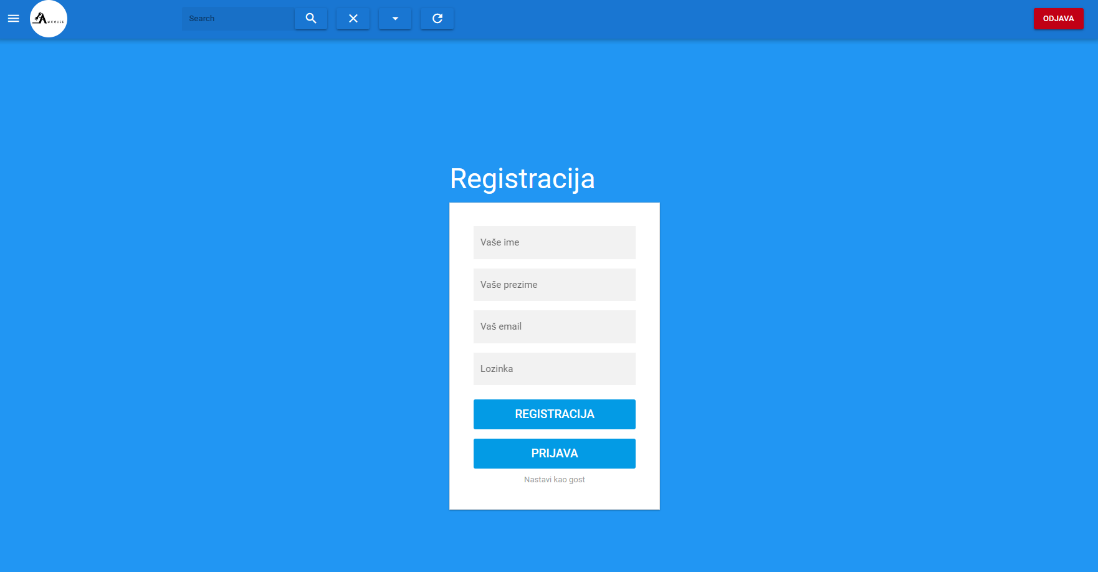 Search
ODJAVA
Registracija
Vaše ime
Vaše prezime
Vaš email
Lozinka
REGISTRACIJA
PRIJAVA
Nastavi kao gost